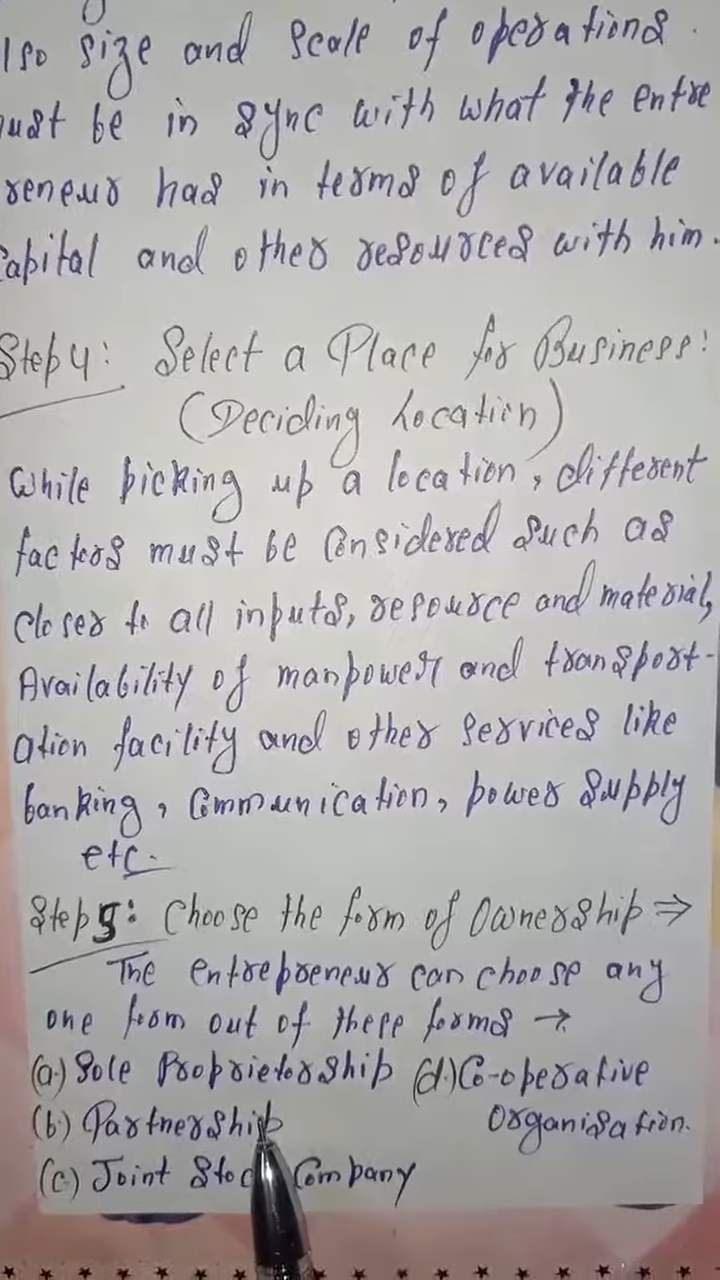 also size and scale of operations.
must be in sync with what the entre
preneur has in terms of available
capital and other resources with him.
Step 4: Select a Place for Business:
(Deciding Location)
While picking up a location, different
factors must be considered such as
closer to all inputs, resource and material,
Availability of manpower and transport-
ation facility and other services like
banking, Communication, power supply
etc.
Step 5: Choose the form of Ownership ⇒
The entrepreneur can choose any
one form out of these forms →
(a) Sole Proprietorship (d.) Co-operative
(b) Partnership Organisation.
(c) Joint Stock Company